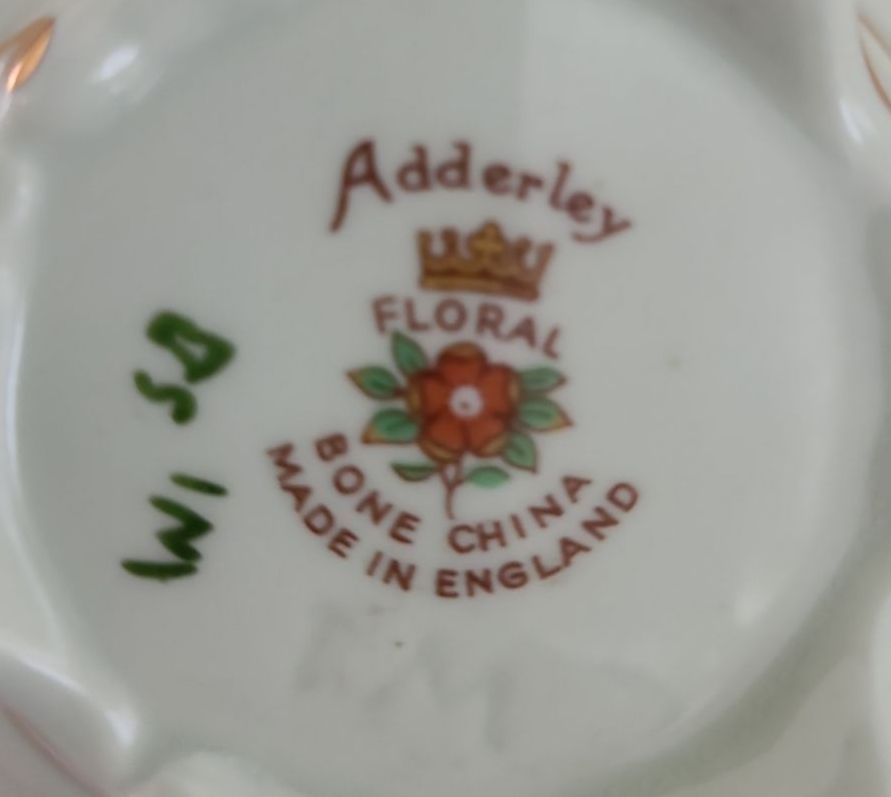 Adderley
FLORAL
BONE CHINA
MADE IN ENGLAND